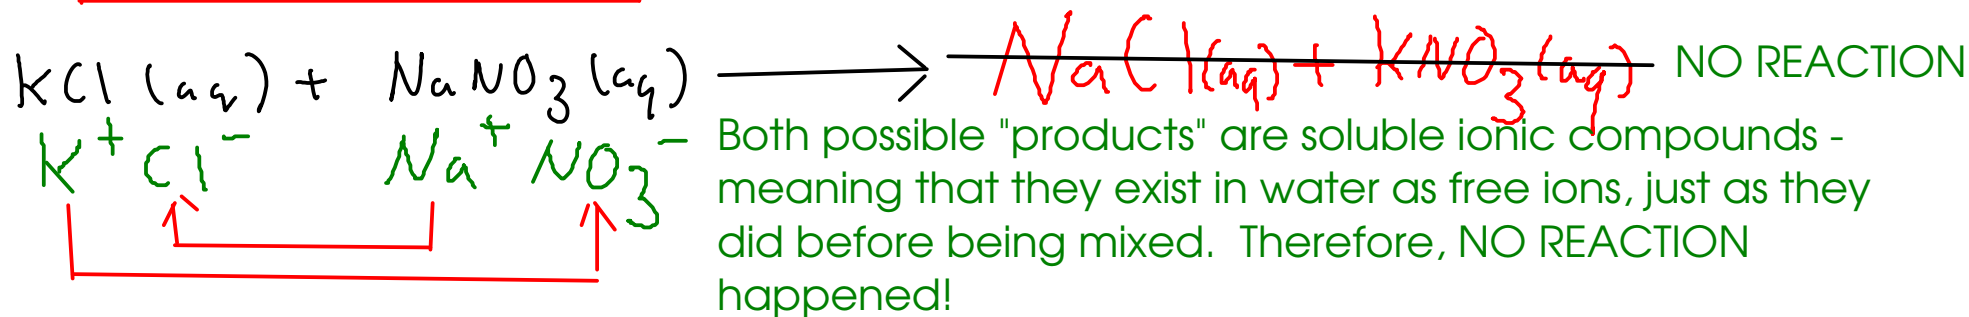 KCl (aq) + NaNO3 (aq) → NaCl(aq) + KNO3(aq) NO REACTION
K+ Cl- Na+ NO3-
Both possible "products" are soluble ionic compounds -
meaning that they exist in water as free ions, just as they
did before being mixed. Therefore, NO REACTION
happened!